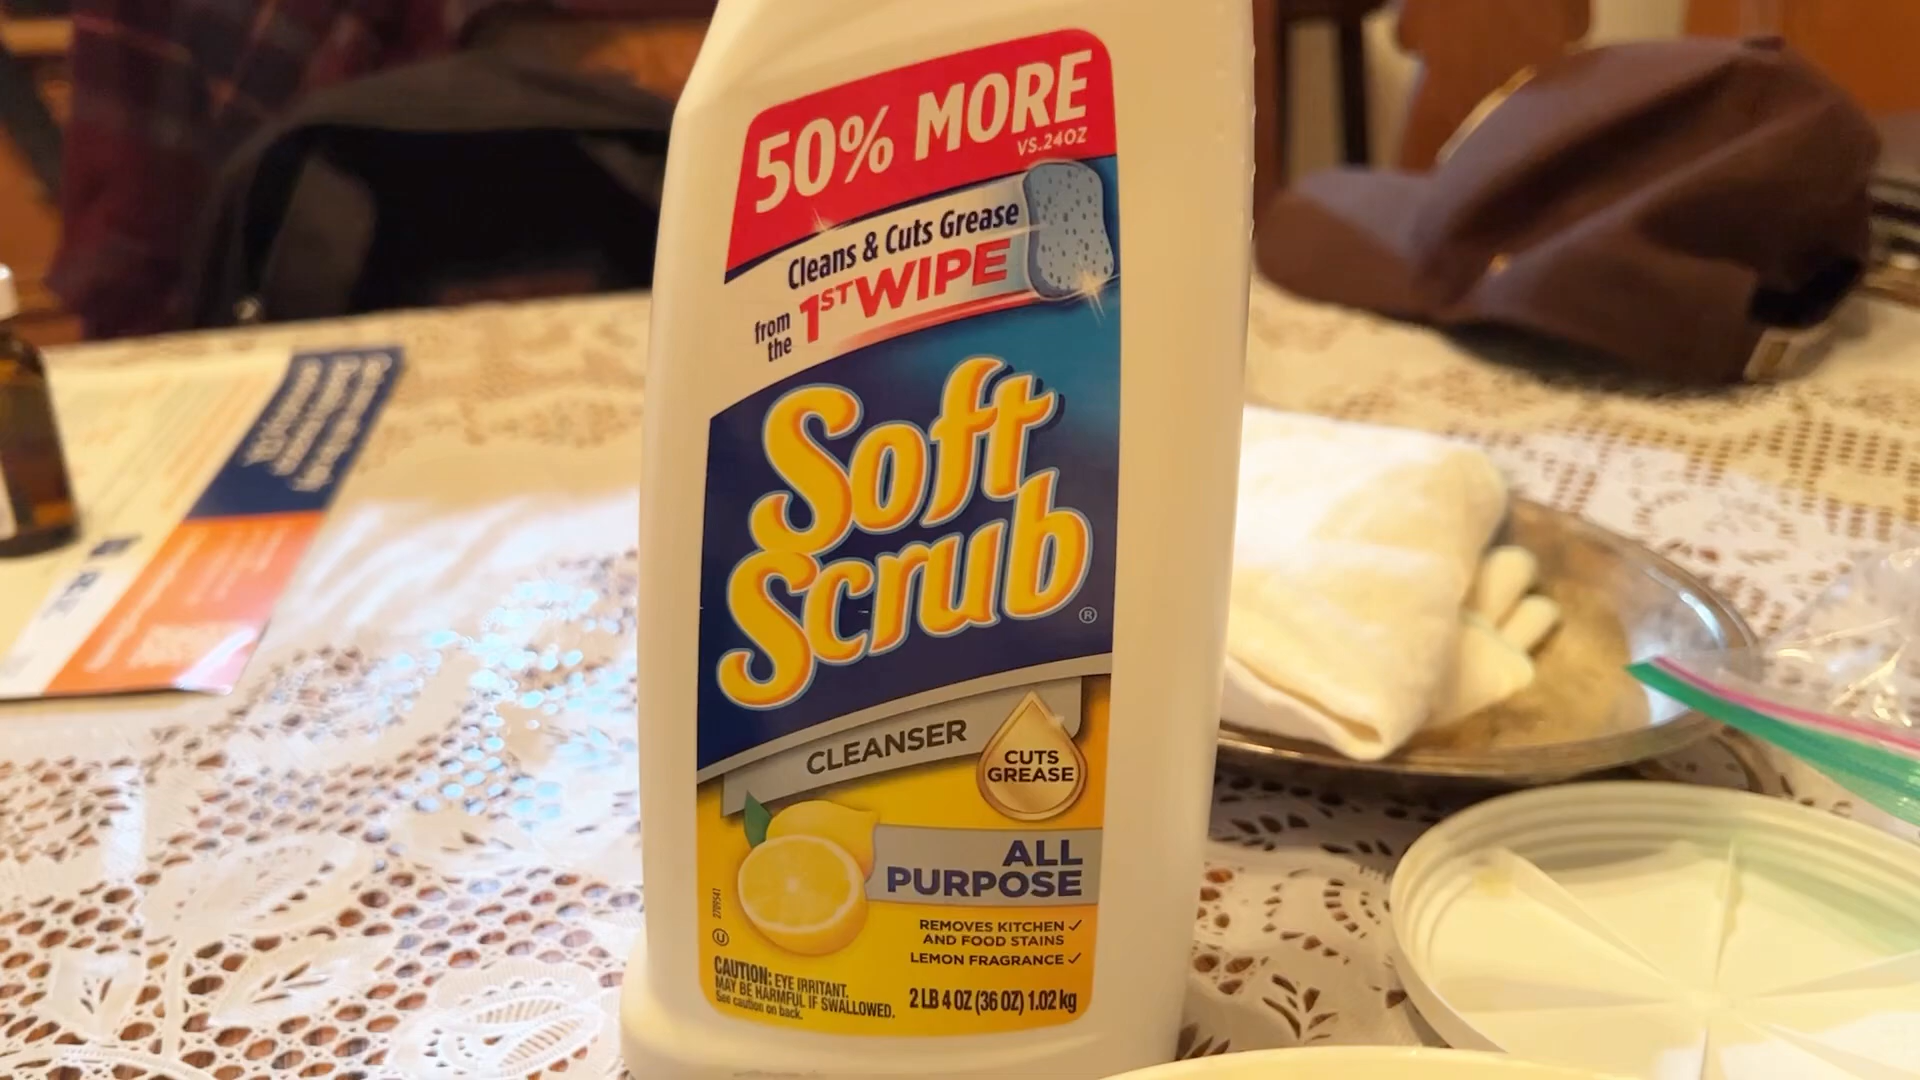 50% MORE
VS.24OZ
Cleans & Cuts Grease
from the 1ST WIPE
Soft
Scrub®
CLEANSER
CUTS
GREASE
ALL
PURPOSE
REMOVES KITCHEN ✓
AND FOOD STAINS
LEMON FRAGRANCE ✓
2789541
U
CAUTION: EYE IRRITANT.
MAY BE HARMFUL IF SWALLOWED.
See caution on back.
2 LB 4 OZ (36 OZ) 1.02 kg